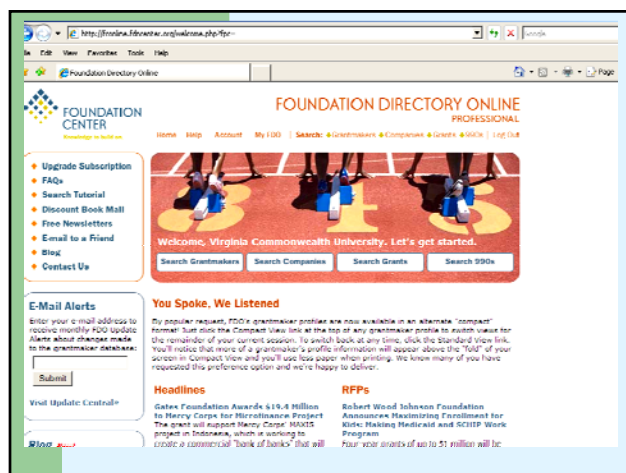 http://fconline.fdncenter.org/welcome.php?fpc=
Google
Edit View Favorites Tools Help
Foundation Directory Online
Page
FOUNDATION
CENTER
Knowledge to build on.
FOUNDATION DIRECTORY ONLINE
PROFESSIONAL
Home Help Account My FDO | Search: Grantmakers Companies Grants 990s | Log Out
Upgrade Subscription
FAQs
Search Tutorial
Discount Book Mall
Free Newsletters
E-mail to a Friend
Blog
Contact Us
3 4 5
Welcome, Virginia Commonwealth University. Let's get started.
Search Grantmakers Search Companies Search Grants Search 990s
E-Mail Alerts
Enter your e-mail address to
receive monthly FDO Update
Alerts about changes made
to the grantmaker database:
Submit
Visit Update Central»
Blog
You Spoke, We Listened
By popular request, FDO's grantmaker profiles are now available in an alternate "compact"
format! Just click the Compact View link at the top of any grantmaker profile to switch views for
the remainder of your current session. To switch back at any time, click the Standard View link.
You'll notice that more of a grantmaker's profile information will appear above the "fold" of your
screen in Compact View and you'll use less paper when printing. We know many of you have
requested this preference option and we're happy to deliver.
Headlines
Gates Foundation Awards $19.4 Million
to Mercy Corps for Microfinance Project
The grant will support Mercy Corps' MAXIS
project in Indonesia, which is working to
create a commercial "bank of banks" that will
RFPs
Robert Wood Johnson Foundation
Announces Maximizing Enrollment for
Kids: Making Medicaid and SCHIP Work
Program
Four-year grants of up to $1 million will be